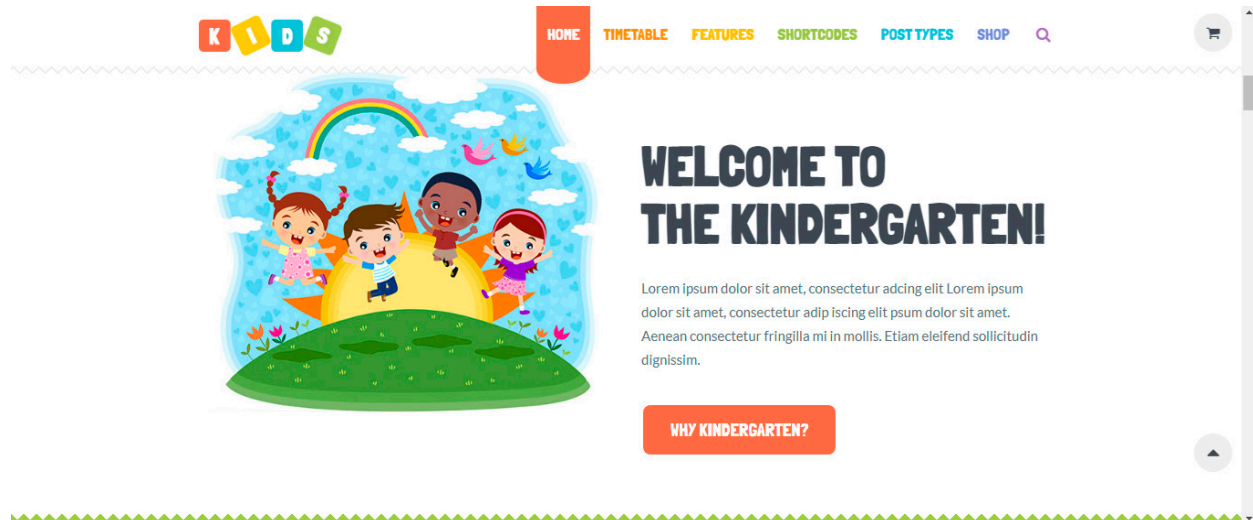 KIDS
HOME TIMETABLE FEATURES SHORTCODES POST TYPES SHOP
WELCOME TO
THE KINDERGARTEN!
Lorem ipsum dolor sit amet, consectetur adcing elit Lorem ipsum
dolor sit amet, consectetur adip iscing elit psum dolor sit amet.
Aenean consectetur fringilla mi in mollis. Etiam eleifend sollicitudin
dignissim.
WHY KINDERGARTEN?